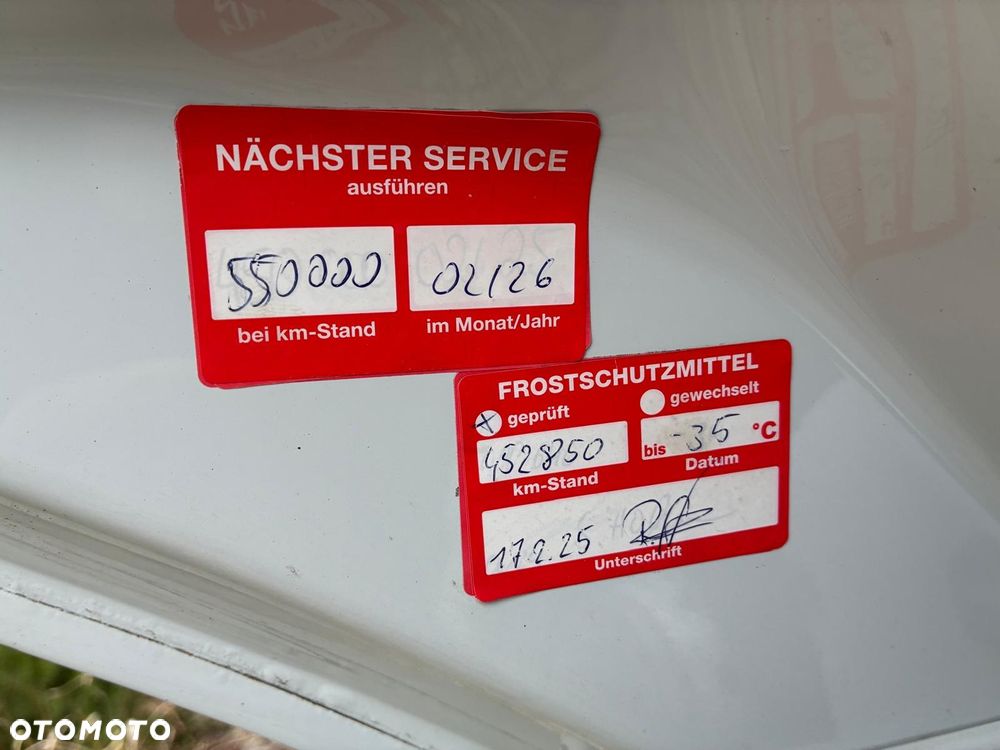 NÄCHSTER SERVICE
ausführen
550000 02/26
bei km-Stand im Monat/Jahr
FROSTSCHUTZMITTEL
x geprüft gewechselt
452850 bis -35 °C
km-Stand Datum
17.2.25
Unterschrift
OTOMOTO